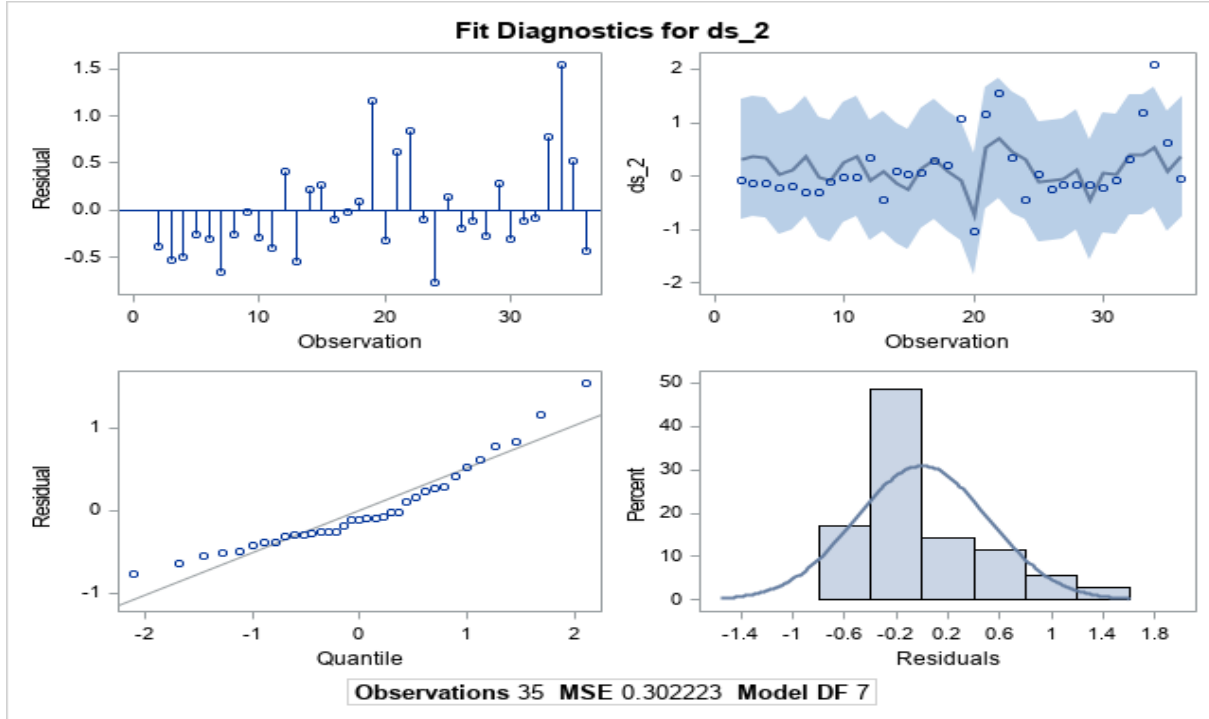 Fit Diagnostics for ds_2
1.5
1.0
0.5
0.0
-0.5
Residual
0 10 20 30
Observation
2
1
0
-1
-2
ds_2
0 10 20 30
Observation
1
0
-1
Residual
-2 -1 0 1 2
Quantile
50
40
30
20
10
0
Percent
-1.4 -1 -0.6 -0.2 0.2 0.6 1 1.4 1.8
Residuals
Observations 35 MSE 0.302223 Model DF 7